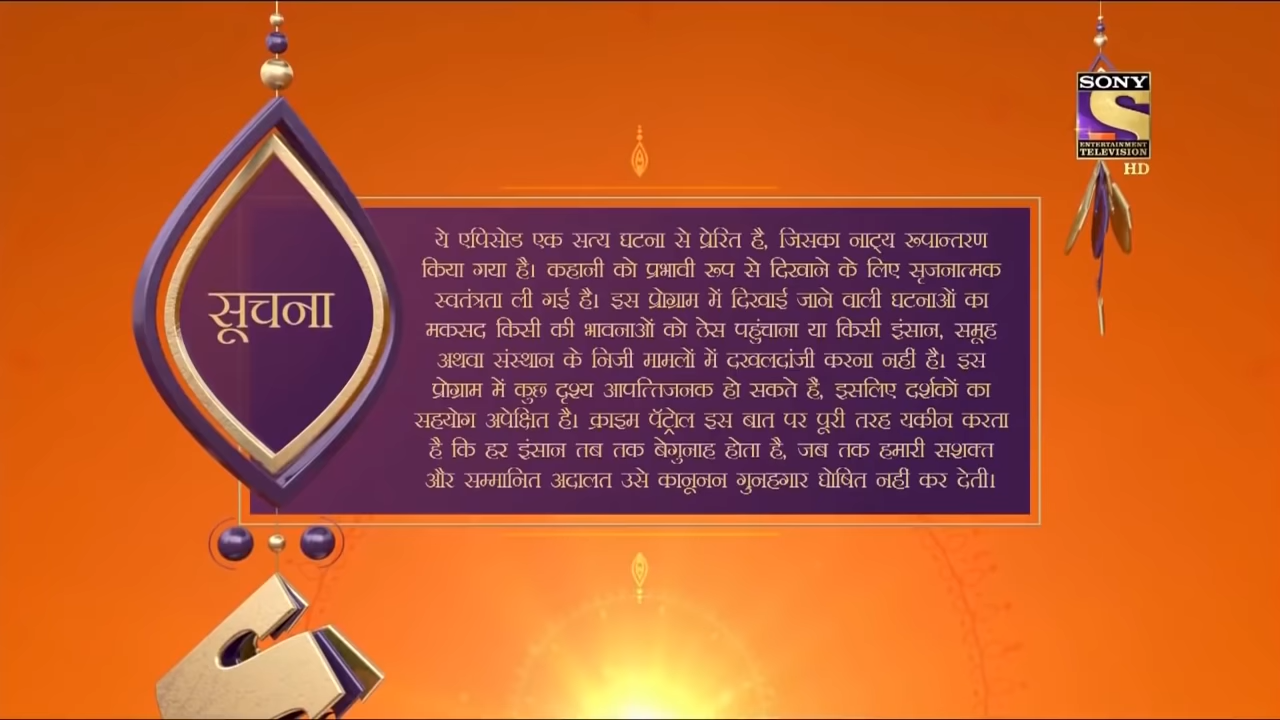 सूचना
ये एपिसोड एक सत्य घटना से प्रेरित है, जिसका नाट्य रूपान्तरण
किया गया है। कहानी को प्रभावी रूप से दिखाने के लिए सृजनात्मक
स्वतंत्रता ली गई है। इस प्रोग्राम में दिखाई जाने वाली घटनाओं का
मकसद किसी की भावनाओं को ठेस पहुंचाना या किसी इंसान, समूह
अथवा संस्थान के निजी मामलों में दखलदांजी करना नहीं है। इस
प्रोग्राम में कुछ दृश्य आपत्तिजनक हो सकते हैं, इसलिए दर्शकों का
सहयोग अपेक्षित है। क्राइम पॅट्रोल इस बात पर पूरी तरह यकीन करता
है कि हर इंसान तब तक बेगुनाह होता है, जब तक हमारी सशक्त
और सम्मानित अदालत उसे कानूनन गुनहगार घोषित नहीं कर देती।
SONY
ENTERTAINMENT
TELEVISION
HD